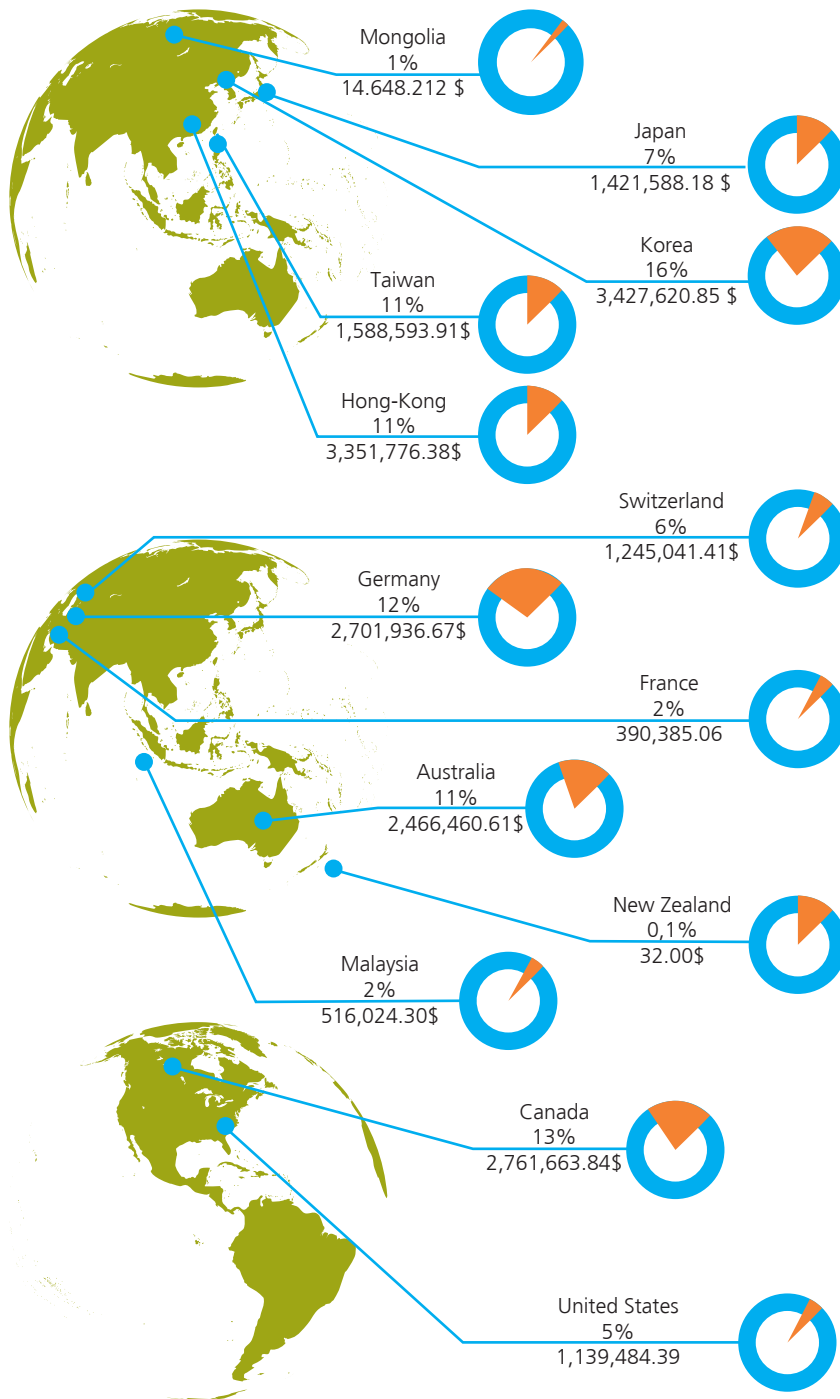 Mongolia
1%
14.648.212 $
Japan
7%
1,421,588.18 $
Korea
16%
3,427,620.85 $
Taiwan
11%
1,588,593.91$
Hong-Kong
11%
3,351,776.38$
Switzerland
6%
1,245,041.41$
Germany
12%
2,701,936.67$
France
2%
390,385.06
Australia
11%
2,466,460.61$
New Zealand
0,1%
32.00$
Malaysia
2%
516,024.30$
Canada
13%
2,761,663.84$
United States
5%
1,139,484.39